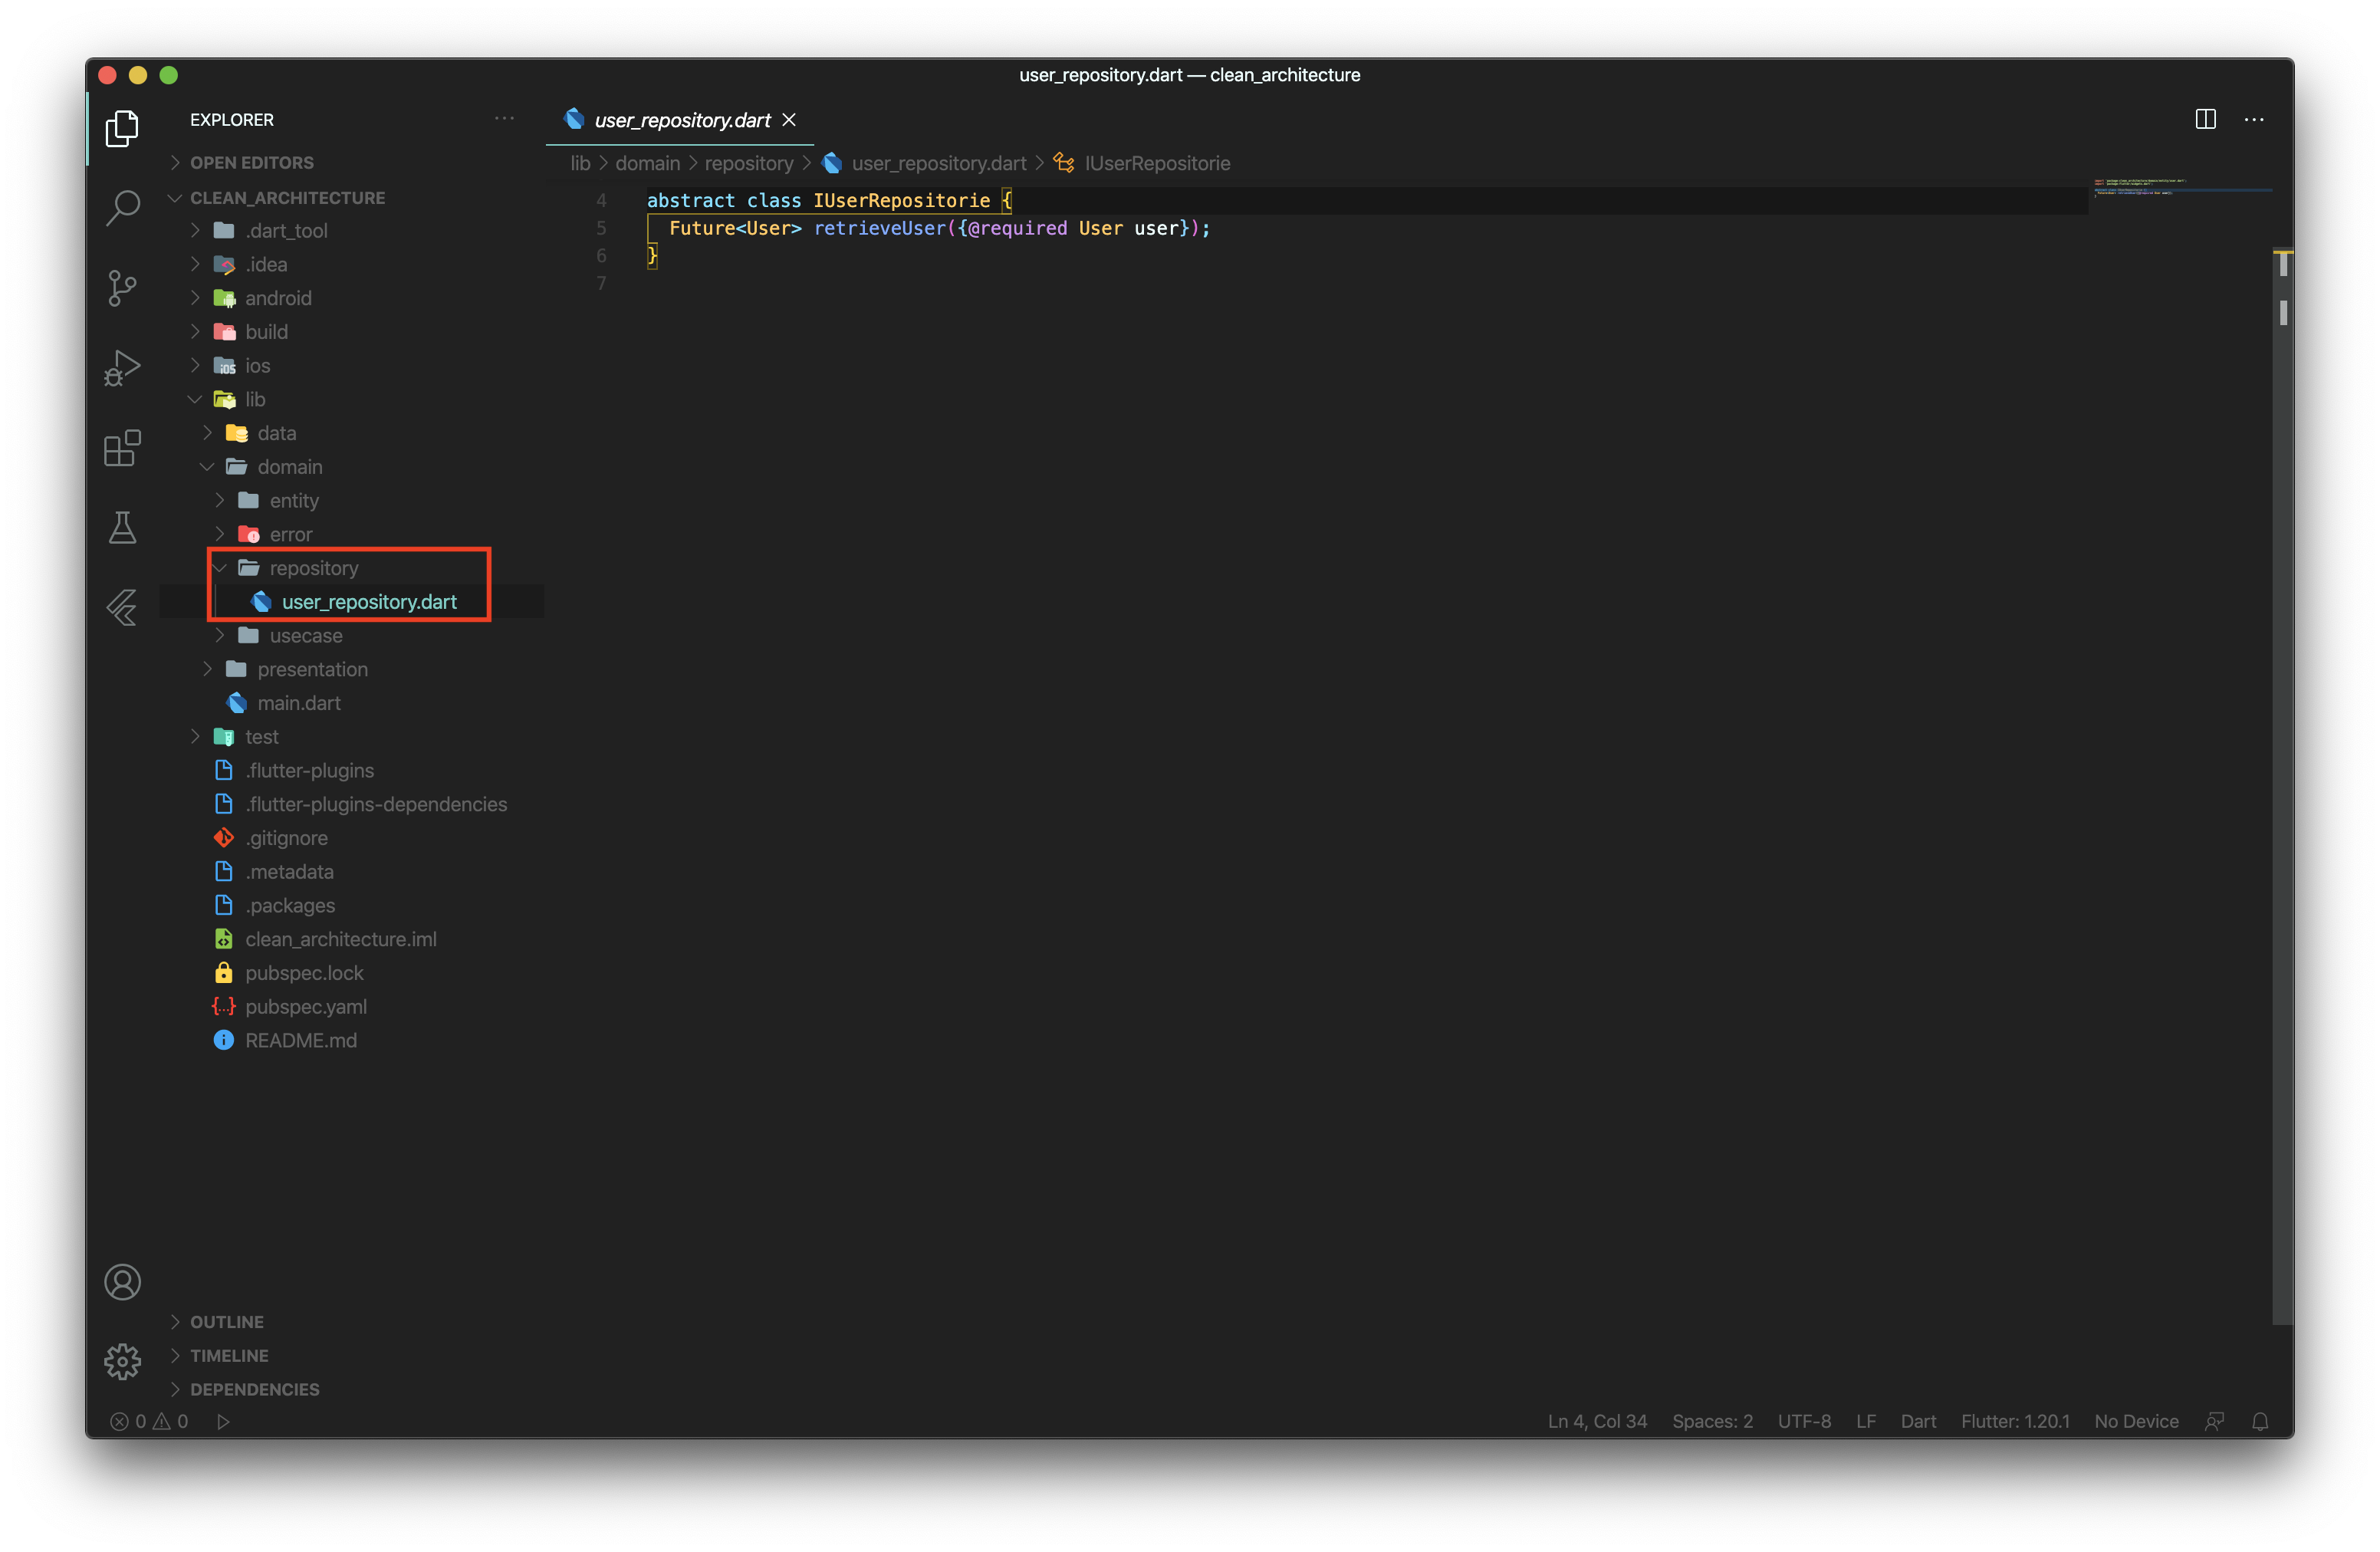 user_repository.dart — clean_architecture
EXPLORER
OPEN EDITORS
CLEAN_ARCHITECTURE
.dart_tool
.idea
android
build
ios
lib
data
domain
entity
error
repository
user_repository.dart
usecase
presentation
main.dart
test
.flutter-plugins
.flutter-plugins-dependencies
.gitignore
.metadata
.packages
clean_architecture.iml
pubspec.lock
pubspec.yaml
README.md
OUTLINE
TIMELINE
DEPENDENCIES
user_repository.dart
lib > domain > repository > user_repository.dart > IUserRepositorie
4 abstract class IUserRepositorie {
5 Future<User> retrieveUser({@required User user});
6 }
7
0 0 Ln 4, Col 34 Spaces: 2 UTF-8 LF Dart Flutter: 1.20.1 No Device